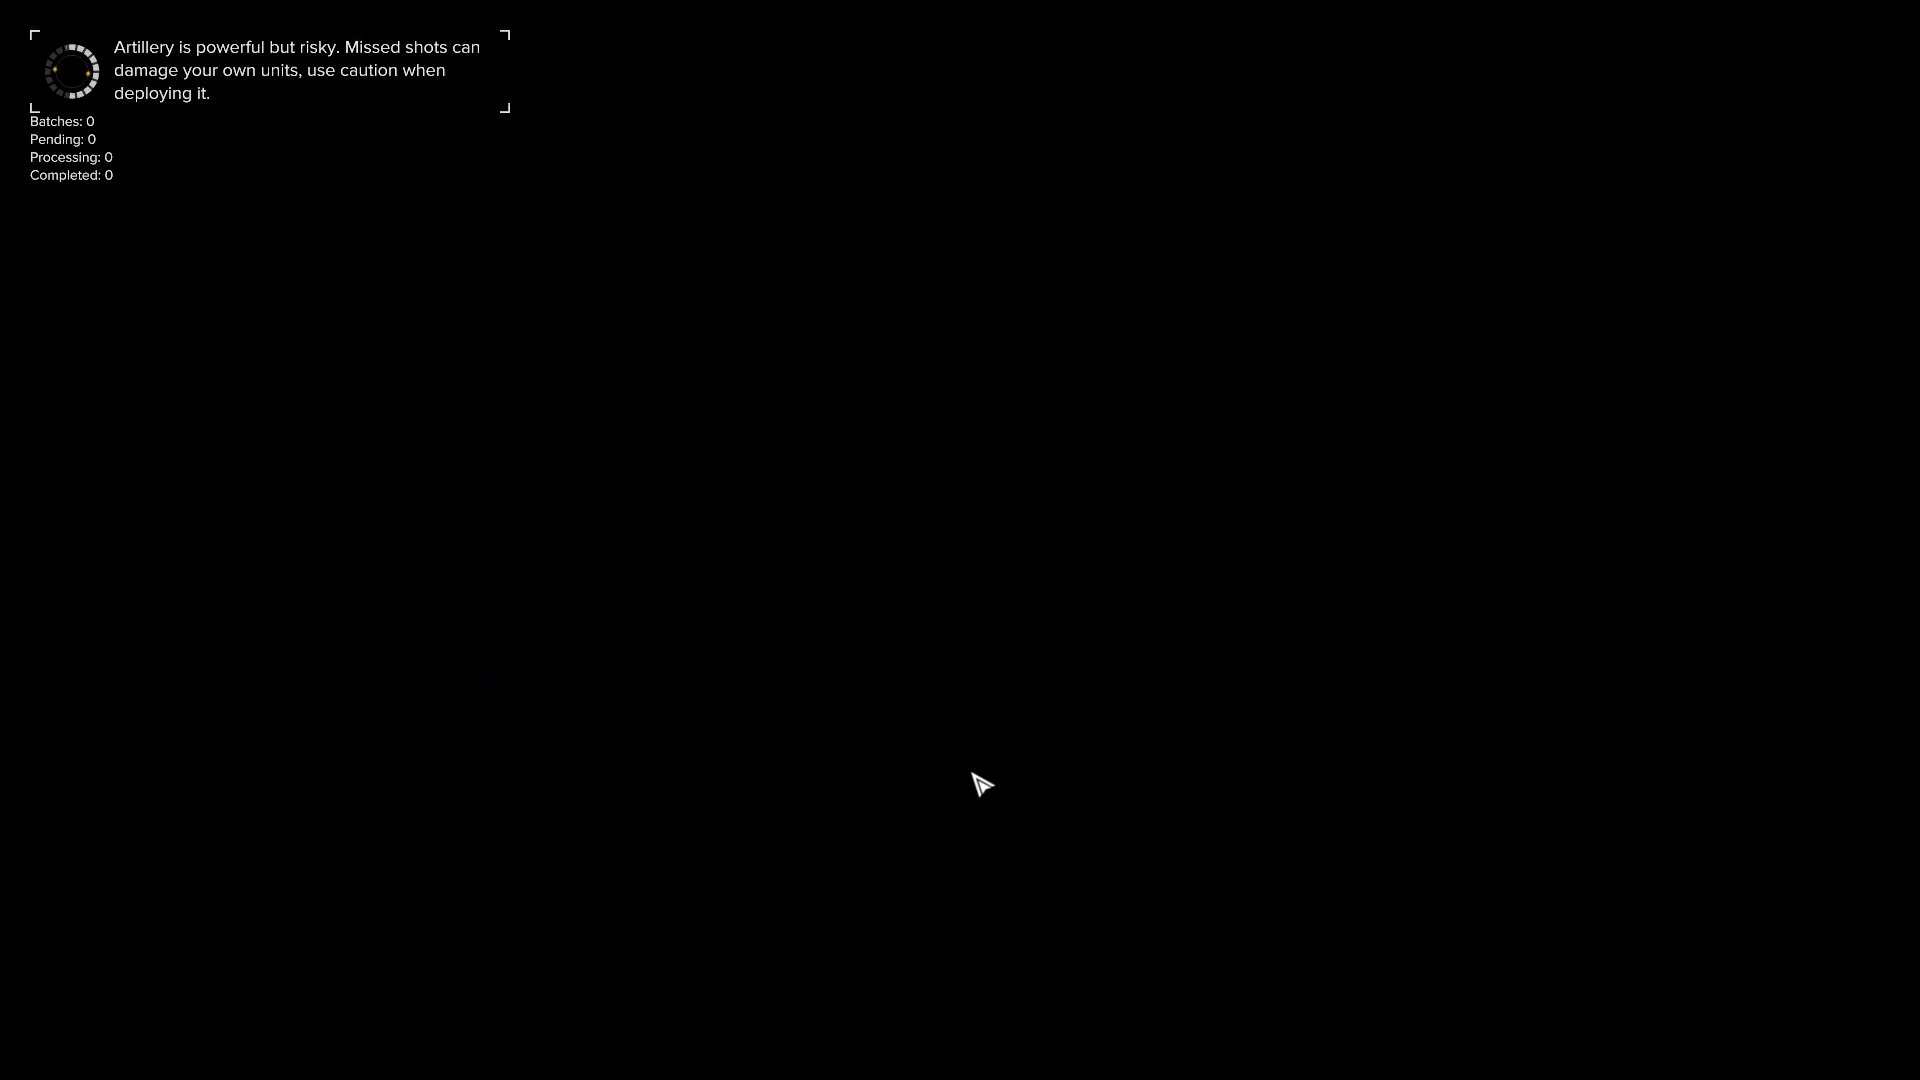 Artillery is powerful but risky. Missed shots can
damage your own units, use caution when
deploying it.
Batches: 0
Pending: 0
Processing: 0
Completed: 0